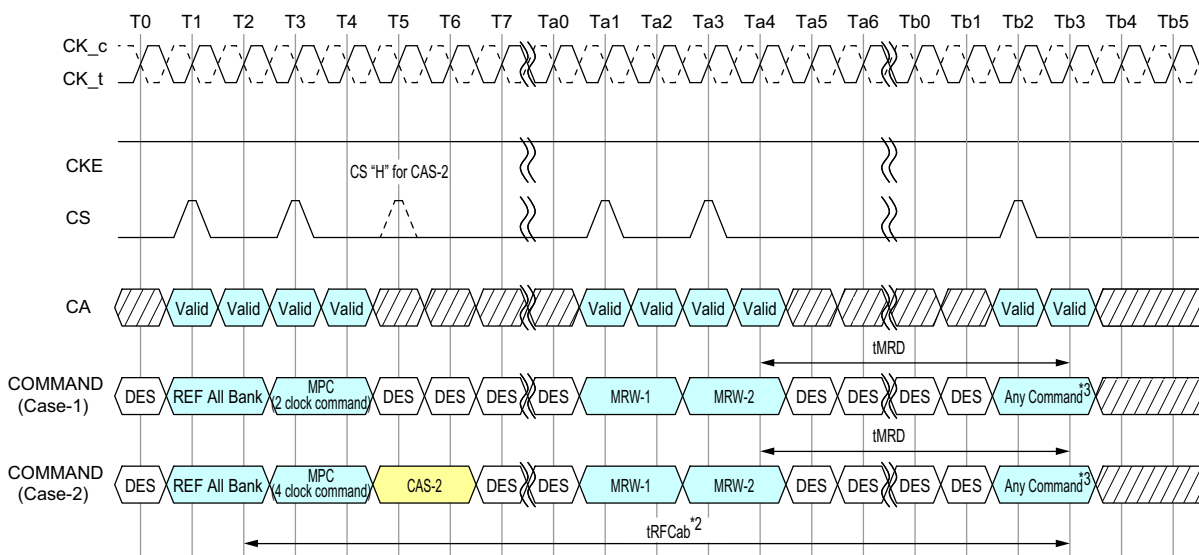 T0 T1 T2 T3 T4 T5 T6 T7 Ta0 Ta1 Ta2 Ta3 Ta4 Ta5 Ta6 Tb0 Tb1 Tb2 Tb3 Tb4 Tb5
CK_c
CK_t
CKE
CS “H” for CAS-2
CS
CA Valid Valid Valid Valid Valid Valid Valid Valid Valid Valid
tMRD
COMMAND
(Case-1)
DES REF All Bank MPC
(2 clock command)
DES DES DES DES MRW-1 MRW-2 DES DES DES DES Any Command*3
tMRD
COMMAND
(Case-2)
DES REF All Bank MPC
(4 clock command)
CAS-2 DES DES MRW-1 MRW-2 DES DES DES DES Any Command*3
tRFCab*2